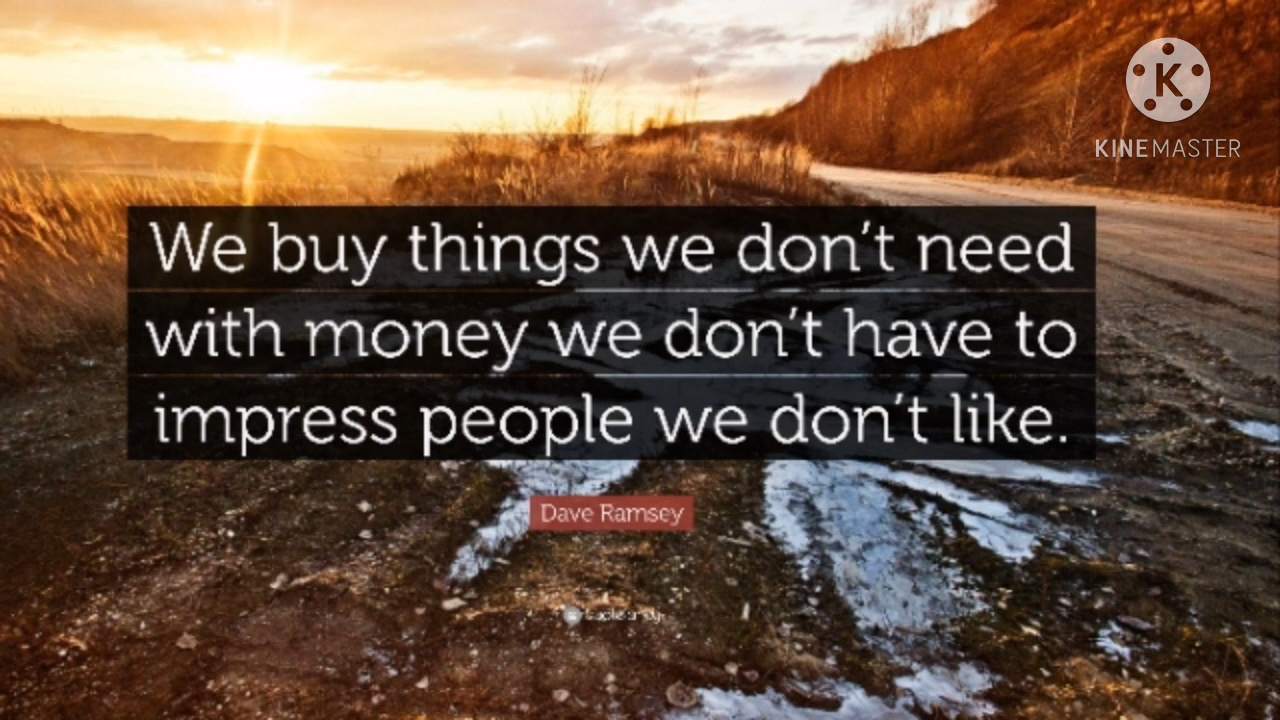 K
KINEMASTER
We buy things we don't need
with money we don't have to
impress people we don't like.
Dave Ramsey